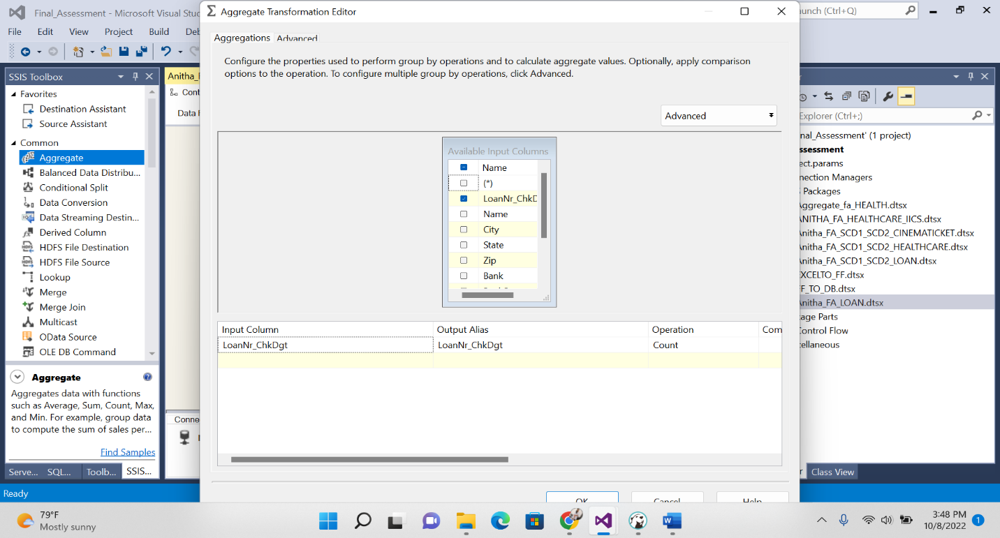 Final_Assessment - Microsoft Visual Stu
Aggregate Transformation Editor
unch (Ctrl+Q)
File Edit View Project Build Deb
Aggregations Advanced
Configure the properties used to perform group by operations and to calculate aggregate values. Optionally, apply comparison
options to the operation. To configure multiple group by operations, click Advanced.
Advanced
SSIS Toolbox
Favorites
Destination Assistant
Source Assistant
Common
Aggregate
Balanced Data Distribu...
Conditional Split
Data Conversion
Data Streaming Destin...
Derived Column
HDFS File Destination
HDFS File Source
Lookup
Merge
Merge Join
Multicast
OData Source
OLE DB Command
Aggregate
Aggregates data with functions
such as Average, Sum, Count, Max,
and Min. For example, group data
to compute the sum of sales per...
Find Samples
Serve... SQL... Toolb... SSIS...
Anitha_
Cont
Data F
Conne
Available Input Columns
Name
(*)
LoanNr_ChkD
Name
City
State
Zip
Bank
Input Column Output Alias Operation Com
LoanNr_ChkDgt LoanNr_ChkDgt Count
OK Cancel Help
Explorer (Ctrl+;)
nal_Assessment' (1 project)
ssessment
ect.params
nection Managers
Packages
Aggregate_fa_HEALTH.dtsx
ANITHA_FA_HEALTHCARE_IICS.dtsx
Anitha_FA_SCD1_SCD2_CINEMATICKET.dtsx
Anitha_FA_SCD1_SCD2_HEALTHCARE.dtsx
Anitha_FA_SCD1_SCD2_LOAN.dtsx
EXCELTO_FF.dtsx
FF_TO_DB.dtsx
Anitha_FA_LOAN.dtsx
age Parts
Control Flow
ellaneous
r Class View
Ready
79°F
Mostly sunny
3:48 PM
10/8/2022
1